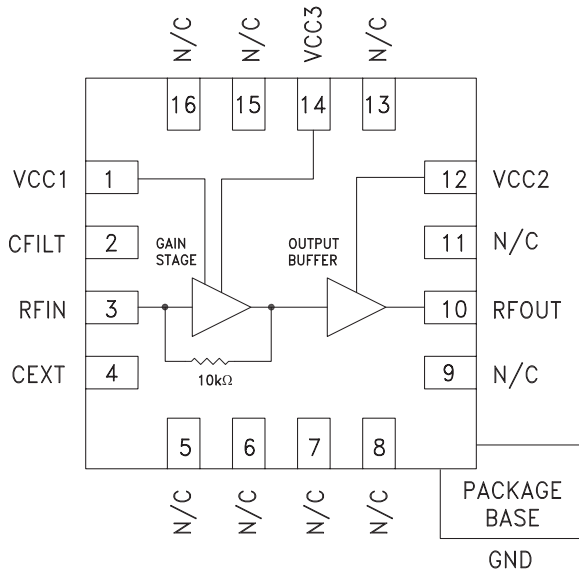 N/C
N/C
VCC3
N/C
16
15
14
13
VCC1
1
12
VCC2
CFILT
2
GAIN
STAGE
OUTPUT
BUFFER
11
N/C
RFIN
3
10
RFOUT
CEXT
4
10kΩ
9
N/C
5
6
7
8
N/C
N/C
N/C
N/C
PACKAGE
BASE
GND